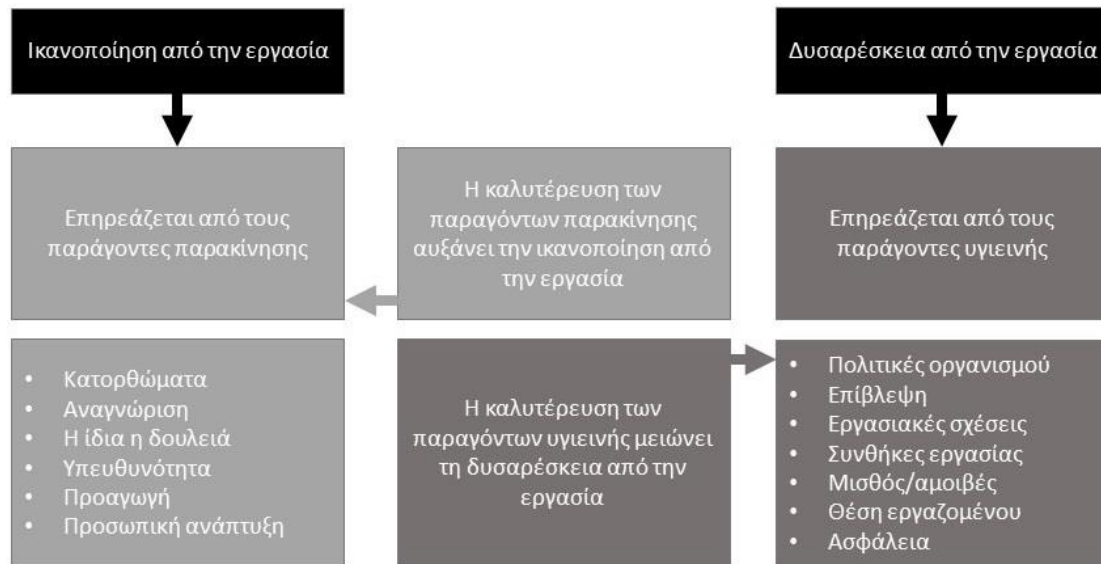 Ικανοποίηση από την εργασία
Δυσαρέσκεια από την εργασία
Επηρεάζεται από τους
παράγοντες παρακίνησης
Η καλυτέρευση των
παραγόντων παρακίνησης
αυξάνει την ικανοποίηση από
την εργασία
Επηρεάζεται από τους
παράγοντες υγιεινής
• Κατορθώματα
• Αναγνώριση
• Η ίδια η δουλειά
• Υπευθυνότητα
• Προαγωγή
• Προσωπική ανάπτυξη
Η καλυτέρευση των
παραγόντων υγιεινής μειώνει
τη δυσαρέσκεια από την
εργασία
• Πολιτικές οργανισμού
• Επίβλεψη
• Εργασιακές σχέσεις
• Συνθήκες εργασίας
• Μισθός/αμοιβές
• Θέση εργαζομένου
• Ασφάλεια